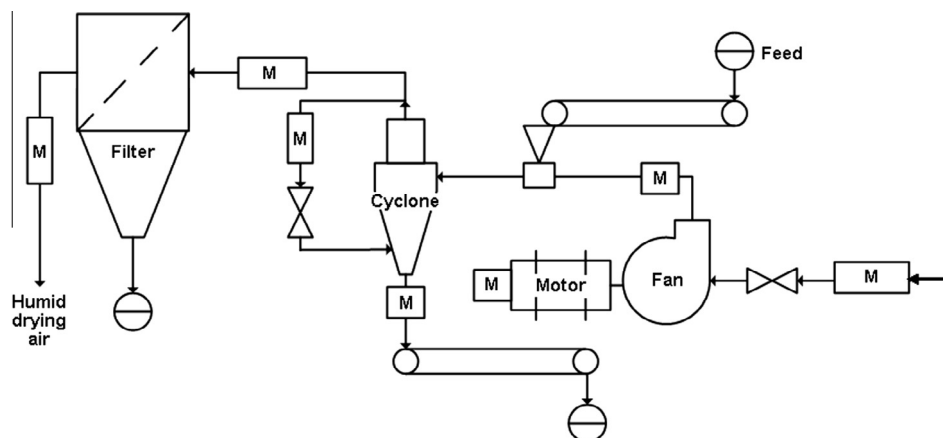 M
Feed
M
M
Filter
M
Cyclone
M
Fan
M
Motor
M
M
Humid
drying
air